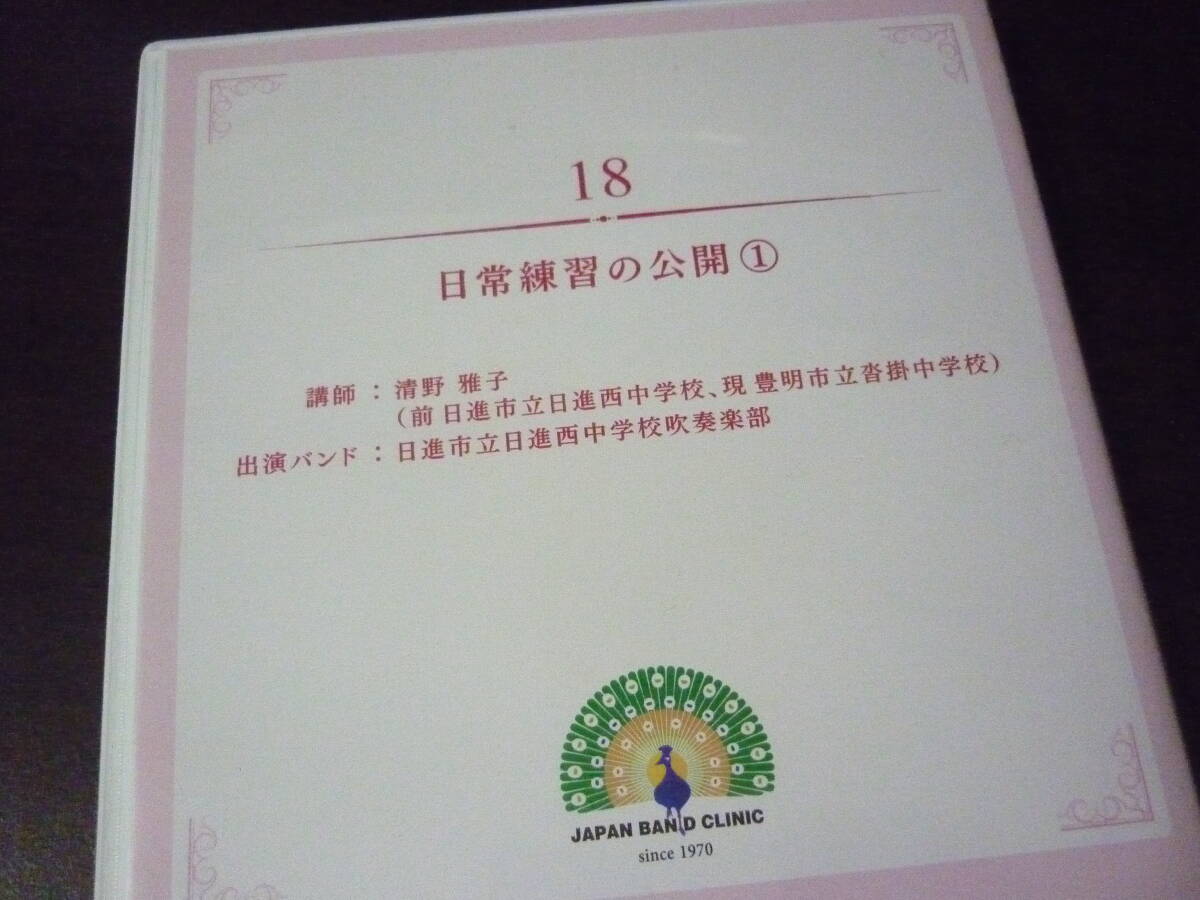 18
日常練習の公開①
講師 : 清野 雅子
(前 日進市立日進西中学校、現 豊明市立沓掛中学校)
出演バンド : 日進市立日進西中学校吹奏楽部
JAPAN BAND CLINIC
since 1970